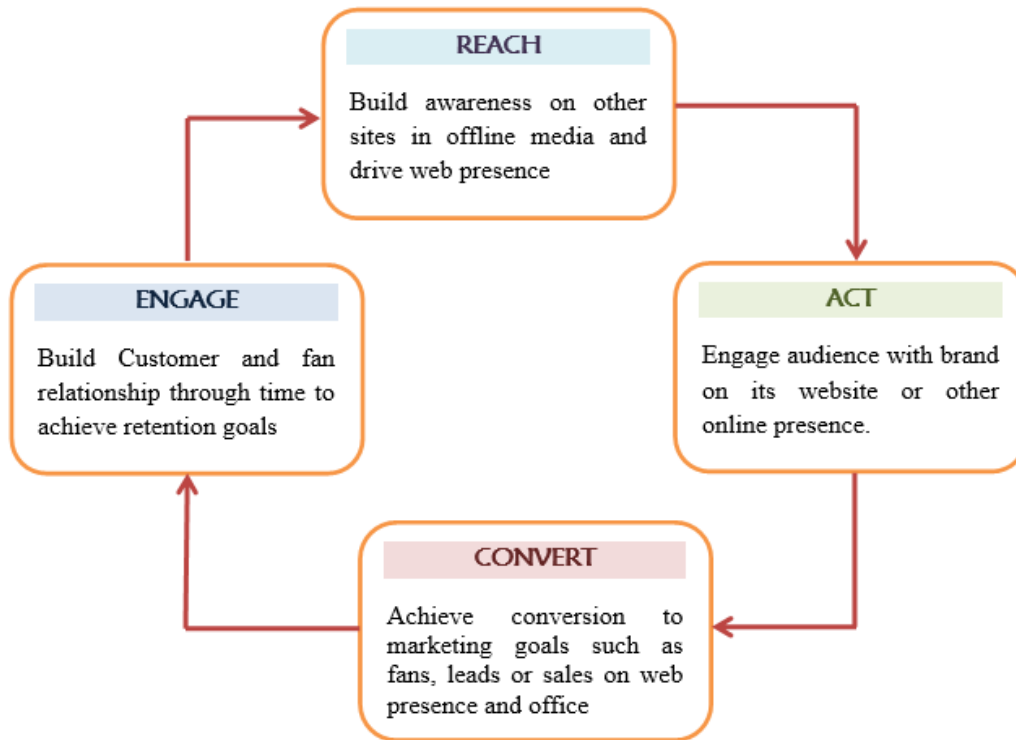 REACH
Build awareness on other
sites in offline media and
drive web presence
ACT
Engage audience with brand
on its website or other
online presence.
CONVERT
Achieve conversion to
marketing goals such as
fans, leads or sales on web
presence and office
ENGAGE
Build Customer and fan
relationship through time to
achieve retention goals